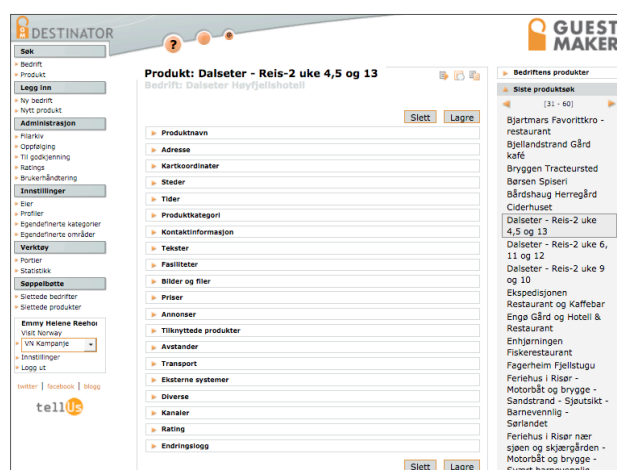 DESTINATOR
?
GUEST
MAKER
Søk
Bedrift
Produkt
Legg inn
Ny bedrift
Nytt produkt
Administrasjon
Filarkiv
Oppfølging
Til godkjenning
Ratings
Brukerhåndtering
Innstillinger
Eier
Profiler
Egendefinerte kategorier
Egendefinerte områder
Verktøy
Portier
Statistikk
Søppelbøtte
Slettede bedrifter
Slettede produkter
Emmy Helene Reehor
Visit Norway
VN Kampanje
Innstillinger
Logg ut
twitter | facebook | blogg
tellUs
Produkt: Dalseter - Reis-2 uke 4,5 og 13
Bedrift: Dalseter Høyfjellshotell
Slett Lagre
Produktnavn
Adresse
Kartkoordinater
Steder
Tider
Produktkategori
Kontaktinformasjon
Tekster
Fasiliteter
Bilder og filer
Priser
Annonser
Tilknyttede produkter
Avstander
Transport
Eksterne systemer
Diverse
Kanaler
Rating
Endringslogg
Slett Lagre
Bedriftens produkter
Siste produktsøk
[31 - 60]
Bjartmars Favorittkro -
restaurant
Bjellandstrand Gård
kafé
Bryggen Tracteursted
Børsen Spiseri
Bårdshaug Herregård
Ciderhuset
Dalseter - Reis-2 uke
4,5 og 13
Dalseter - Reis-2 uke 6,
11 og 12
Dalseter - Reis-2 uke 9
og 10
Ekspedisjonen
Restaurant og Kaffebar
Engø Gård og Hotell &
Restaurant
Enhjørningen
Fiskerestaurant
Fagerheim Fjellstugu
Feriehus i Risør -
Motorbåt og brygge -
Sandstrand - Sjøutsikt -
Barnevennlig -
Sørlandet
Feriehus i Risør nær
sjøen og skjærgården -
Motorbåt og brygge -
Svært barnevennlig